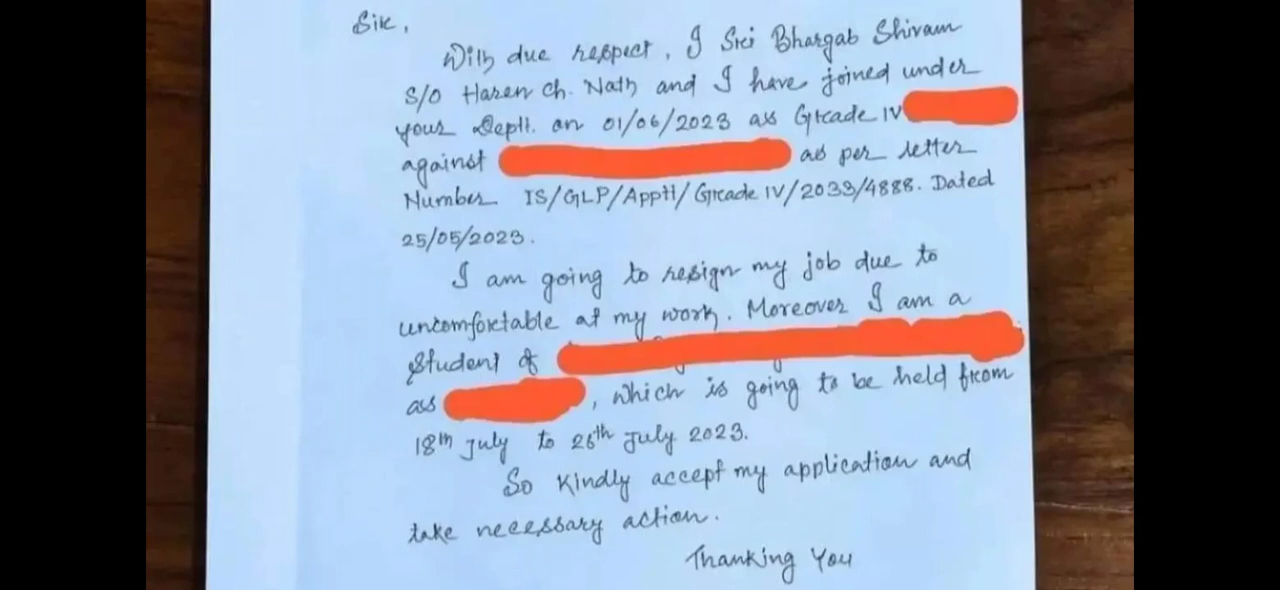 Sir,
With due respect, I Sri Bhargab Shivam
S/O Haren Ch. Nath and I have joined under
your Deptt. on 01/06/2023 as Grade IV
against as per letter
Number IS/GLP/Apptt/Grade IV/2033/4888. Dated
25/05/2023.
I am going to resign my job due to
uncomfortable at my work. Moreover I am a
student of
as , which is going to be held from
18th July to 26th July 2023.
So kindly accept my application and
take necessary action.
Thanking You